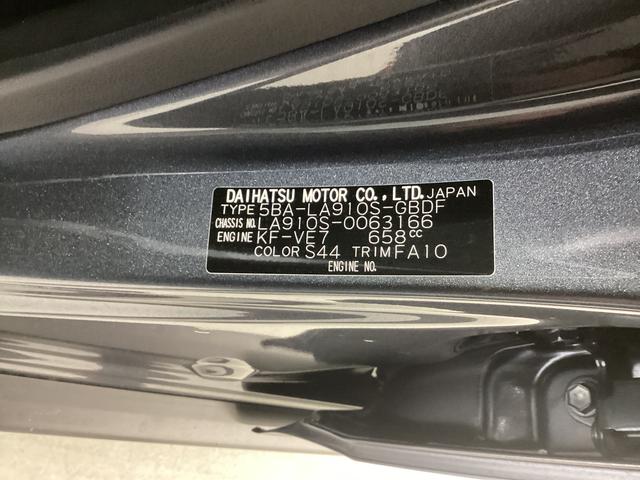 DAIHATSU MOTOR CO., LTD. JAPAN
TYPE 5BA-LA910S-GBDF
CHASSIS NO. LA910S-0063166
ENGINE KF-VE7 658cc
COLOR S44 TRIM FA10
ENGINE NO.